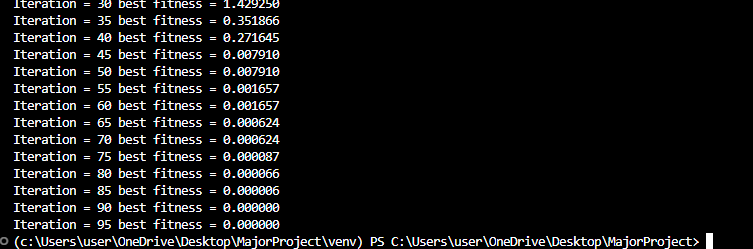 Iteration = 30 best fitness = 1.429250
Iteration = 35 best fitness = 0.351866
Iteration = 40 best fitness = 0.271645
Iteration = 45 best fitness = 0.007910
Iteration = 50 best fitness = 0.007910
Iteration = 55 best fitness = 0.001657
Iteration = 60 best fitness = 0.001657
Iteration = 65 best fitness = 0.000624
Iteration = 70 best fitness = 0.000624
Iteration = 75 best fitness = 0.000087
Iteration = 80 best fitness = 0.000066
Iteration = 85 best fitness = 0.000006
Iteration = 90 best fitness = 0.000000
Iteration = 95 best fitness = 0.000000
(c:\Users\user\OneDrive\Desktop\MajorProject\venv) PS C:\Users\user\OneDrive\Desktop\MajorProject>